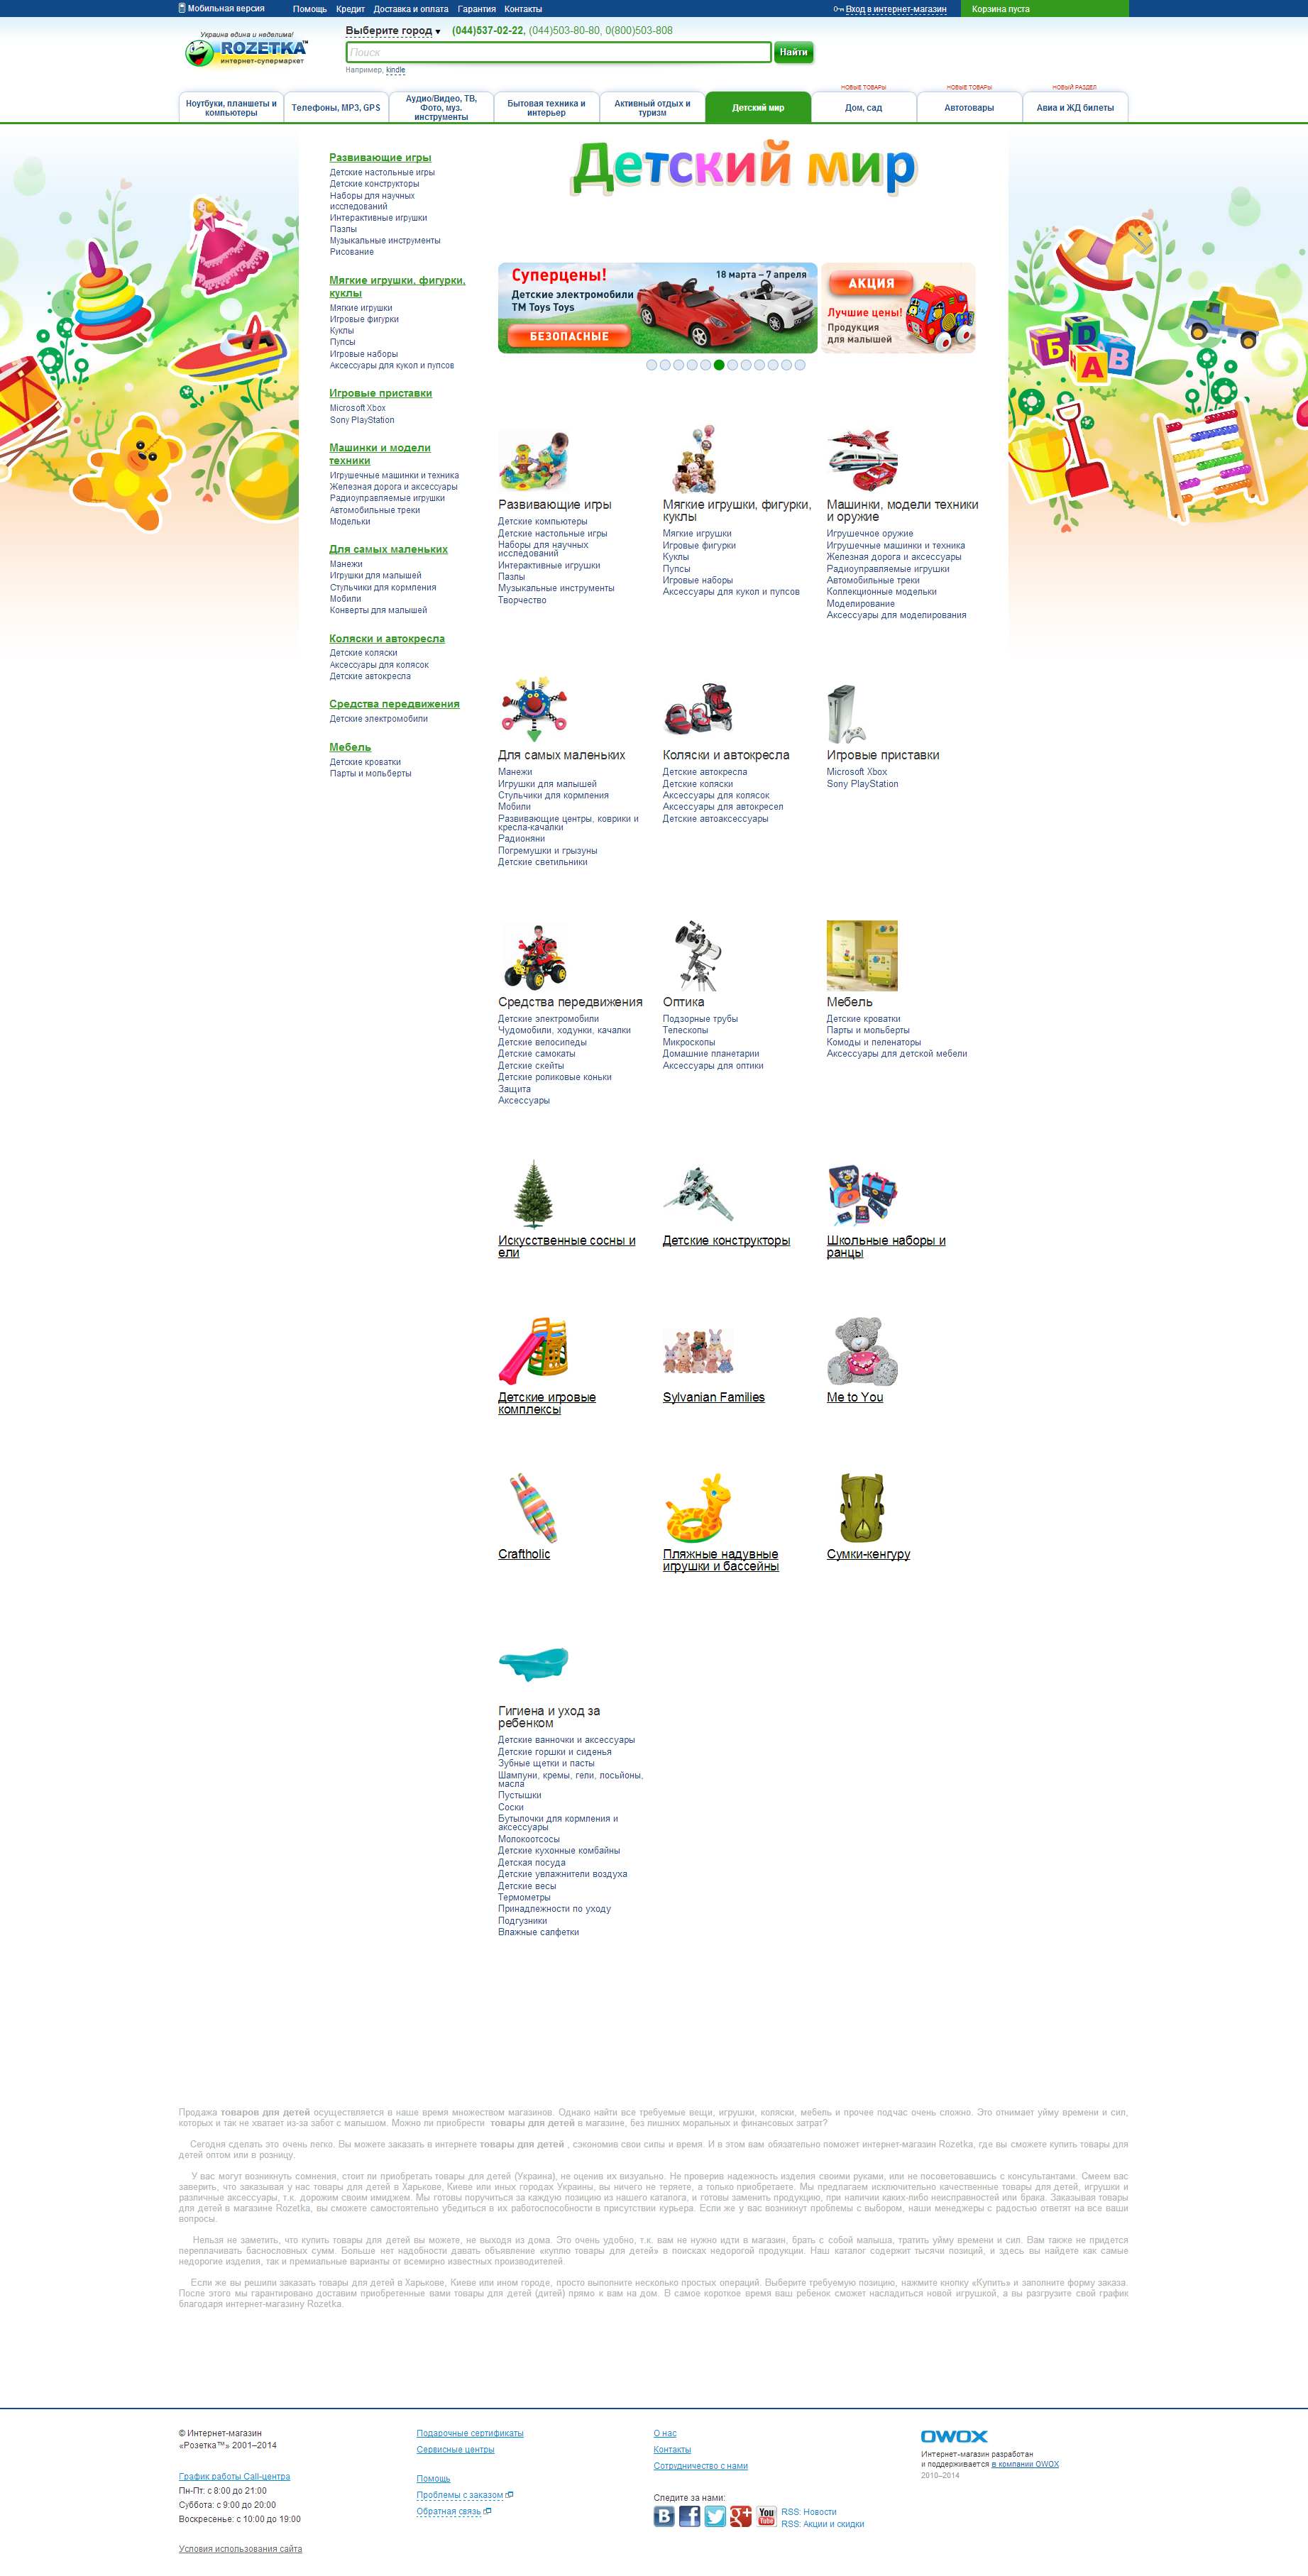 Мобильная версия
Помощь Кредит Доставка и оплата Гарантия Контакты
Вход в интернет-магазин
Корзина пуста
Украина едина и неделима!
ROZETKA™
интернет-супермаркет
Выберите город (044)537-02-22, (044)503-80-80, 0(800)503-808
Поиск
Найти
Например, kindle
НОВЫЕ ТОВАРЫ
НОВЫЕ ТОВАРЫ
НОВЫЙ РАЗДЕЛ
Ноутбуки, планшеты и
компьютеры
Телефоны, MP3, GPS
Аудио/Видео, ТВ,
Фото, муз.
инструменты
Бытовая техника и
интерьер
Активный отдых и
туризм
Детский мир
Дом, сад
Автотовары
Авиа и ЖД билеты
Развивающие игры
Детские настольные игры
Детские конструкторы
Наборы для научных
исследований
Интерактивные игрушки
Пазлы
Музыкальные инструменты
Рисование
Мягкие игрушки, фигурки,
куклы
Мягкие игрушки
Игровые фигурки
Куклы
Пупсы
Игровые наборы
Аксессуары для кукол и пупсов
Игровые приставки
Microsoft Xbox
Sony PlayStation
Машинки и модели
техники
Игрушечные машинки и техника
Железная дорога и аксессуары
Радиоуправляемые игрушки
Автомобильные треки
Модельки
Для самых маленьких
Манежи
Игрушки для малышей
Стульчики для кормления
Мобили
Конверты для малышей
Коляски и автокресла
Детские коляски
Аксессуары для колясок
Детские автокресла
Средства передвижения
Детские электромобили
Мебель
Детские кроватки
Парты и мольберты
Детский мир
Суперцены!
18 марта – 7 апреля
Детские электромобили
ТМ Toys Toys
БЕЗОПАСНЫЕ
АКЦИЯ
Лучшие цены!
Продукция
для малышей
Б Д В
Развивающие игры
Детские компьютеры
Детские настольные игры
Наборы для научных
исследований
Интерактивные игрушки
Пазлы
Музыкальные инструменты
Творчество
Мягкие игрушки, фигурки,
куклы
Мягкие игрушки
Игровые фигурки
Куклы
Пупсы
Игровые наборы
Аксессуары для кукол и пупсов
Машинки, модели техники
и оружие
Игрушечное оружие
Игрушечные машинки и техника
Железная дорога и аксессуары
Радиоуправляемые игрушки
Автомобильные треки
Коллекционные модельки
Моделирование
Аксессуары для моделирования
Для самых маленьких
Манежи
Игрушки для малышей
Стульчики для кормления
Мобили
Развивающие центры, коврики и
кресла-качалки
Радионяни
Погремушки и грызуны
Детские светильники
Коляски и автокресла
Детские автокресла
Детские коляски
Аксессуары для колясок
Аксессуары для автокресел
Детские автоаксессуары
Игровые приставки
Microsoft Xbox
Sony PlayStation
Средства передвижения
Детские электромобили
Чудомобили, ходунки, качалки
Детские велосипеды
Детские самокаты
Детские скейты
Детские роликовые коньки
Защита
Аксессуары
Оптика
Подзорные трубы
Телескопы
Микроскопы
Домашние планетарии
Аксессуары для оптики
Мебель
Детские кроватки
Парты и мольберты
Комоды и пеленаторы
Аксессуары для детской мебели
Искусственные сосны и
ели
Детские конструкторы
Школьные наборы и
ранцы
Детские игровые
комплексы
Sylvanian Families
Me to You
Craftholic
Пляжные надувные
игрушки и бассейны
Сумки-кенгуру
Гигиена и уход за
ребенком
Детские ванночки и аксессуары
Детские горшки и сиденья
Зубные щетки и пасты
Шампуни, кремы, гели, лосьйоны,
масла
Пустышки
Соски
Бутылочки для кормления и
аксессуары
Молокоотсосы
Детские кухонные комбайны
Детская посуда
Детские увлажнители воздуха
Детские весы
Термометры
Принадлежности по уходу
Подгузники
Влажные салфетки
Продажа товаров для детей осуществляется в наше время множеством магазинов. Однако найти все требуемые вещи, игрушки, коляски, мебель и прочее подчас очень сложно. Это отнимает уйму времени и сил,
которых и так не хватает из-за забот с малышом. Можно ли приобрести товары для детей в магазине, без лишних моральных и финансовых затрат?
Сегодня сделать это очень легко. Вы можете заказать в интернете товары для детей , сэкономив свои силы и время. И в этом вам обязательно поможет интернет-магазин Rozetka, где вы сможете купить товары для
детей оптом или в розницу.
У вас могут возникнуть сомнения, стоит ли приобретать товары для детей (Украина), не оценив их визуально. Не проверив надежность изделия своими руками, или не посоветовавшись с консультантами. Смеем вас
заверить, что заказывая у нас товары для детей в Харькове, Киеве или иных городах Украины, вы ничего не теряете, а только приобретаете. Мы предлагаем исключительно качественные товары для детей, игрушки и
различные аксессуары, т.к. дорожим своим имиджем. Мы готовы поручиться за каждую позицию из нашего каталога, и готовы заменить продукцию, при наличии каких-либо неисправностей или брака. Заказывая товары
для детей в магазине Rozetka, вы сможете самостоятельно убедиться в их работоспособности в присутствии курьера. Если же у вас возникнут проблемы с выбором, наши менеджеры с радостью ответят на все ваши
вопросы.
Нельзя не заметить, что купить товары для детей вы можете, не выходя из дома. Это очень удобно, т.к. вам не нужно идти в магазин, брать с собой малыша, тратить уйму времени и сил. Вам также не придется
переплачивать баснословных сумм. Больше нет надобности давать объявление «куплю товары для детей» в поисках недорогой продукции. Наш каталог содержит тысячи позиций, и здесь вы найдете как самые
недорогие изделия, так и премиальные варианты от всемирно известных производителей.
Если же вы решили заказать товары для детей в Харькове, Киеве или ином городе, просто выполните несколько простых операций. Выберите требуемую позицию, нажмите кнопку «Купить» и заполните форму заказа.
После этого мы гарантировано доставим приобретенные вами товары для детей (дитей) прямо к вам на дом. В самое короткое время ваш ребенок сможет насладиться новой игрушкой, а вы разгрузите свой график
благодаря интернет-магазину Rozetka.
© Интернет-магазин
«Розетка™» 2001–2014
График работы Call-центра
Пн-Пт: с 8:00 до 21:00
Суббота: с 9:00 до 20:00
Воскресенье: с 10:00 до 19:00
Условия использования сайта
Подарочные сертификаты
Сервисные центры
Помощь
Проблемы с заказом
Обратная связь
О нас
Контакты
Сотрудничество с нами
Следите за нами:
You Tube
RSS: Новости
RSS: Акции и скидки
OWOX
Интернет-магазин разработан
и поддерживается в компании OWOX
2010–2014